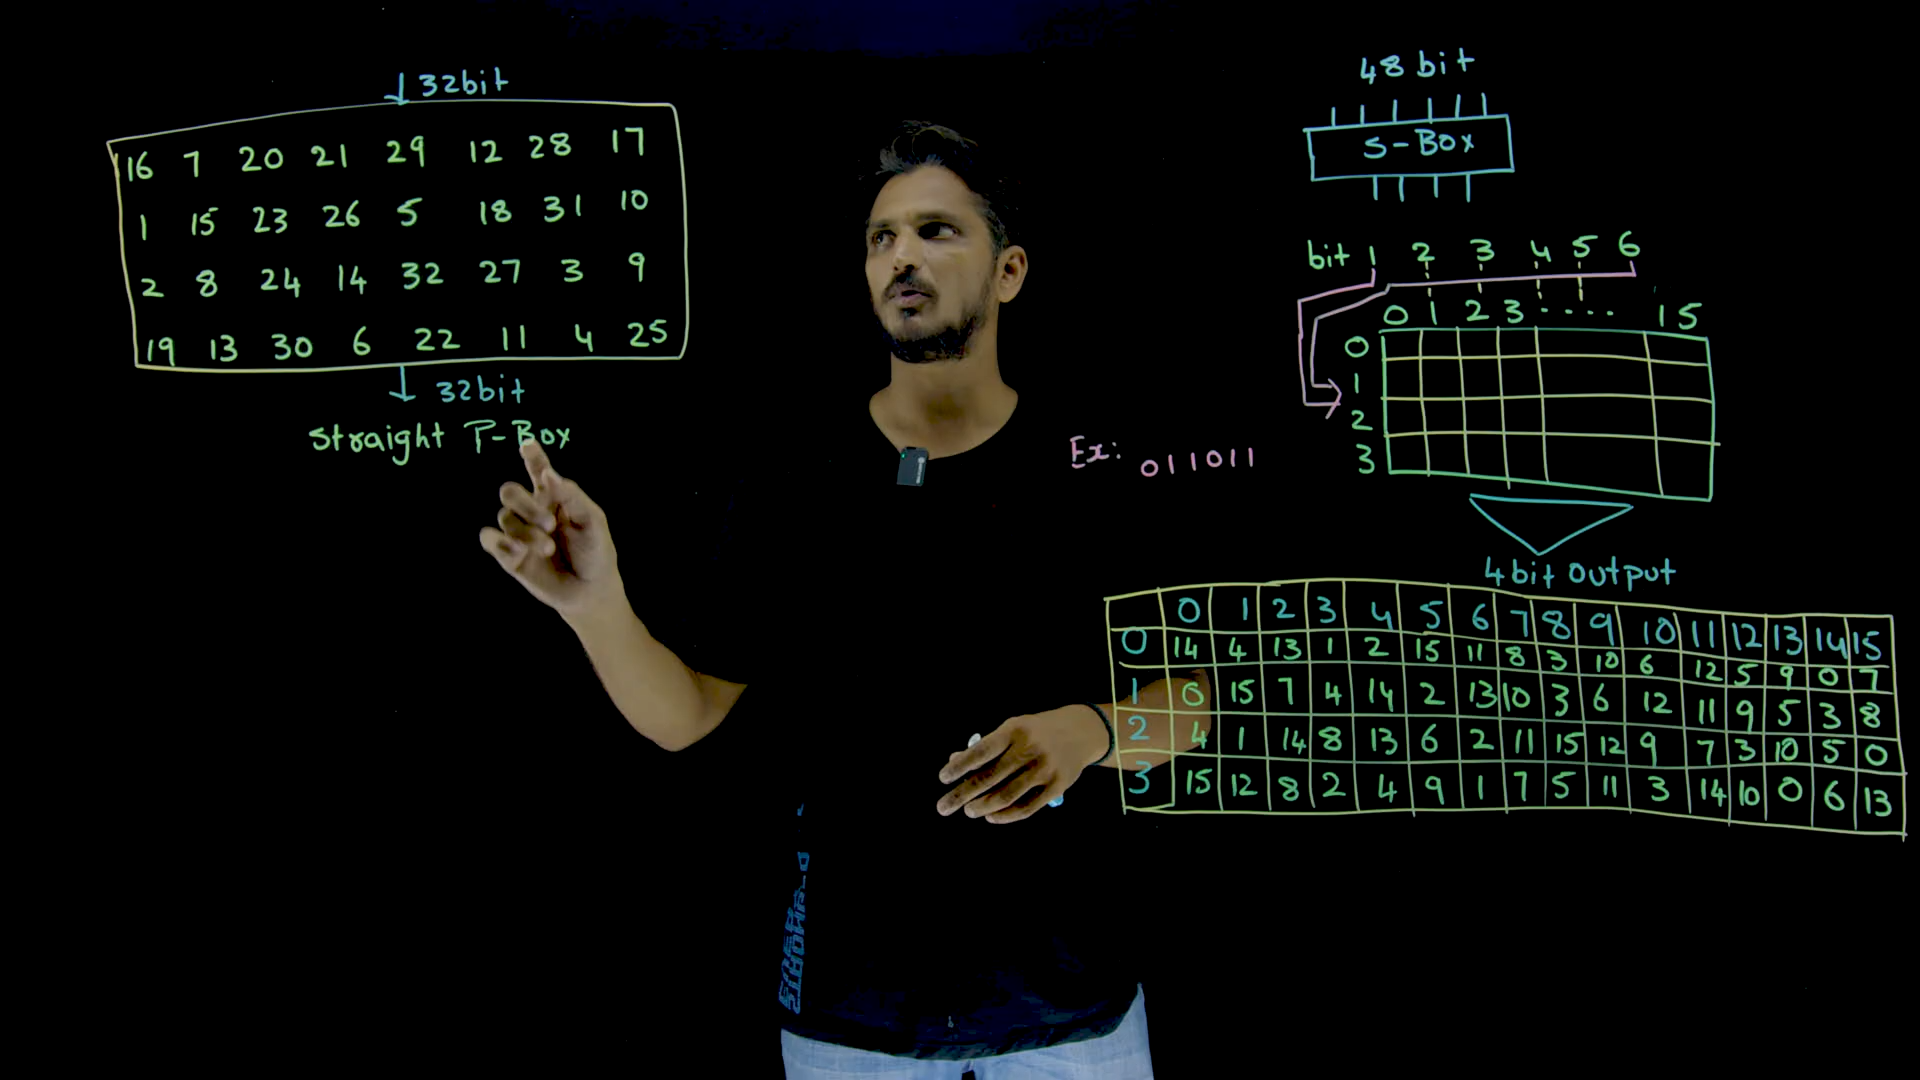 32bit
16 7 20 21 29 12 28 17
1 15 23 26 5 18 31 10
2 8 24 14 32 27 3 9
19 13 30 6 22 11 4 25
32bit
straight P-Box
48 bit
S-Box
bit 1 2 3 4 5 6
0 1 2 3 ..... 15
0
1
2
3
Ex: 011011
4bit output
0 1 2 3 4 5 6 7 8 9 10 11 12 13 14 15
0 14 4 13 1 2 15 11 8 3 10 6 12 5 9 0 7
1 0 15 7 4 14 2 13 10 3 6 12 11 9 5 3 8
2 4 1 14 8 13 6 2 11 15 12 9 7 3 10 5 0
3 15 12 8 2 4 9 1 7 5 11 3 14 10 0 6 13